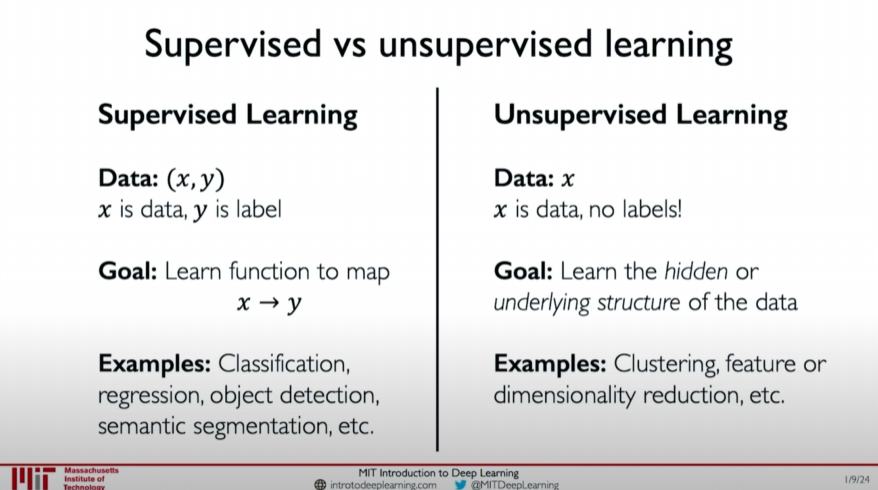 Supervised vs unsupervised learning
Supervised Learning
Data: (x, y)
x is data, y is label
Goal: Learn function to map
x → y
Examples: Classification,
regression, object detection,
semantic segmentation, etc.
Unsupervised Learning
Data: x
x is data, no labels!
Goal: Learn the hidden or
underlying structure of the data
Examples: Clustering, feature or
dimensionality reduction, etc.
Massachusetts
Institute of
Technology
MIT Introduction to Deep Learning
introtodeeplearning.com @MITDeepLearning
1/9/24